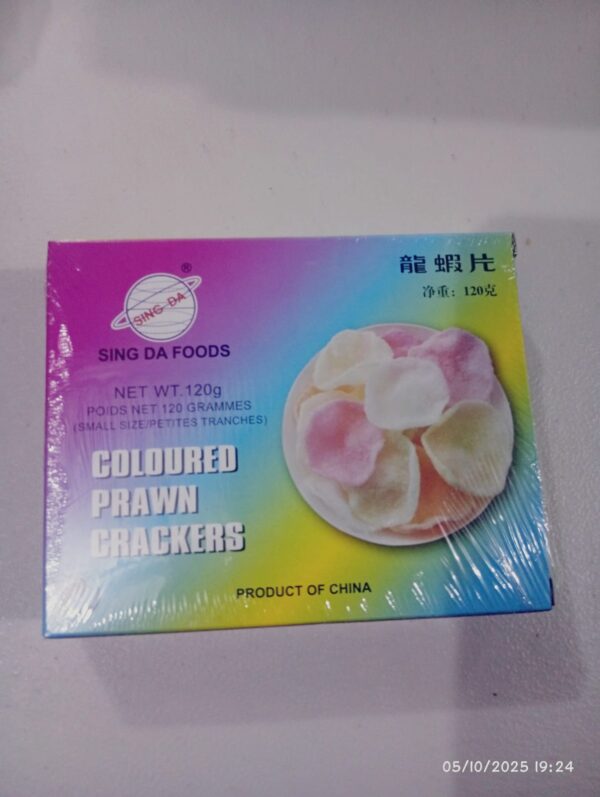 ®
SING-DA
SING DA FOODS
龍蝦片
净重：120克
NET WT.120g
POIDS NET 120 GRAMMES
(SMALL SIZE/PETITES TRANCHES)
COLOURED
PRAWN
CRACKERS
PRODUCT OF CHINA
05/10/2025 19:24